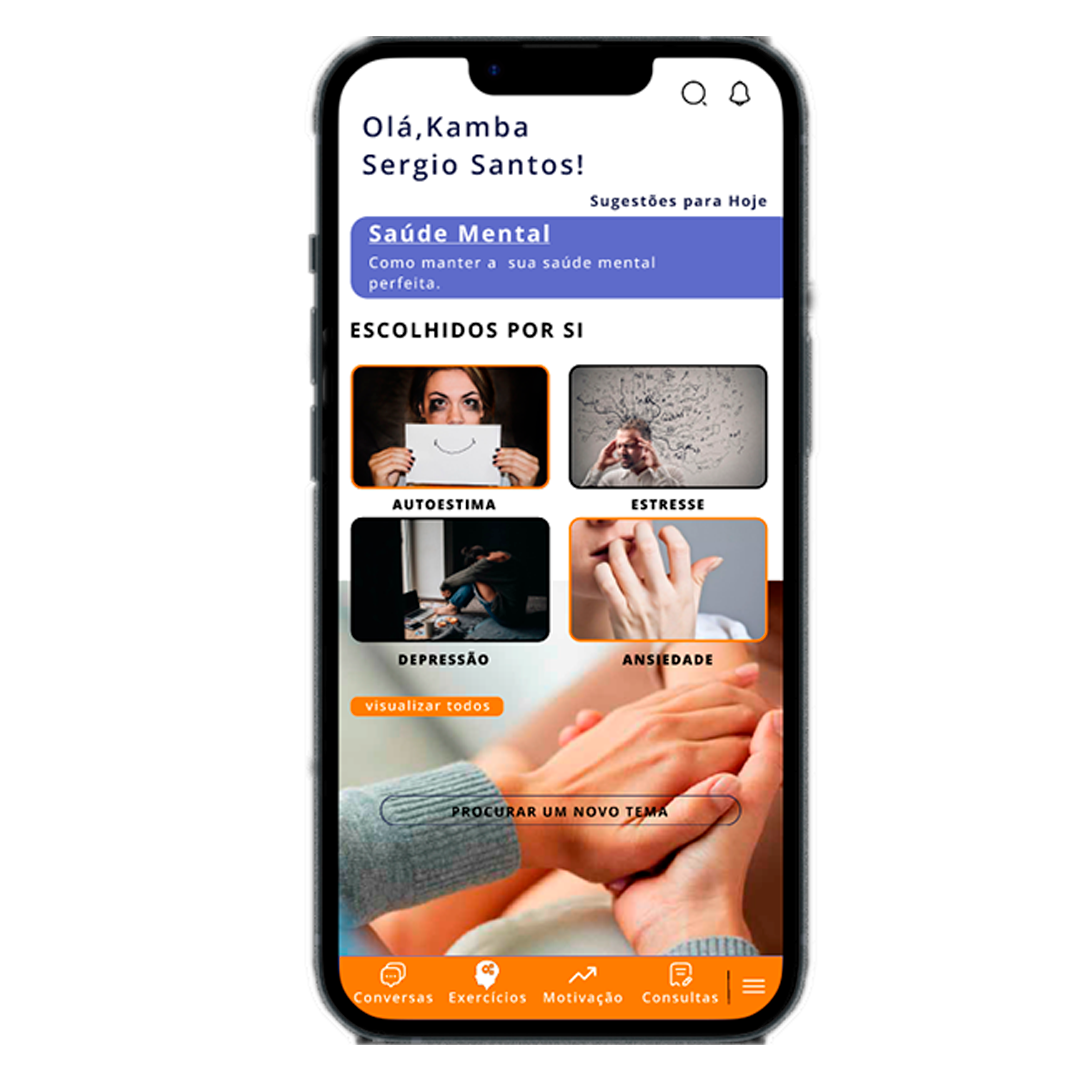 Olá,Kamba
Sergio Santos!
Sugestões para Hoje
Saúde Mental
Como manter a sua saúde mental
perfeita.
ESCOLHIDOS POR SI
AUTOESTIMA
ESTRESSE
DEPRESSÃO
ANSIEDADE
visualizar todos
PROCURAR UM NOVO TEMA
Conversas
Exercícios
Motivação
Consultas